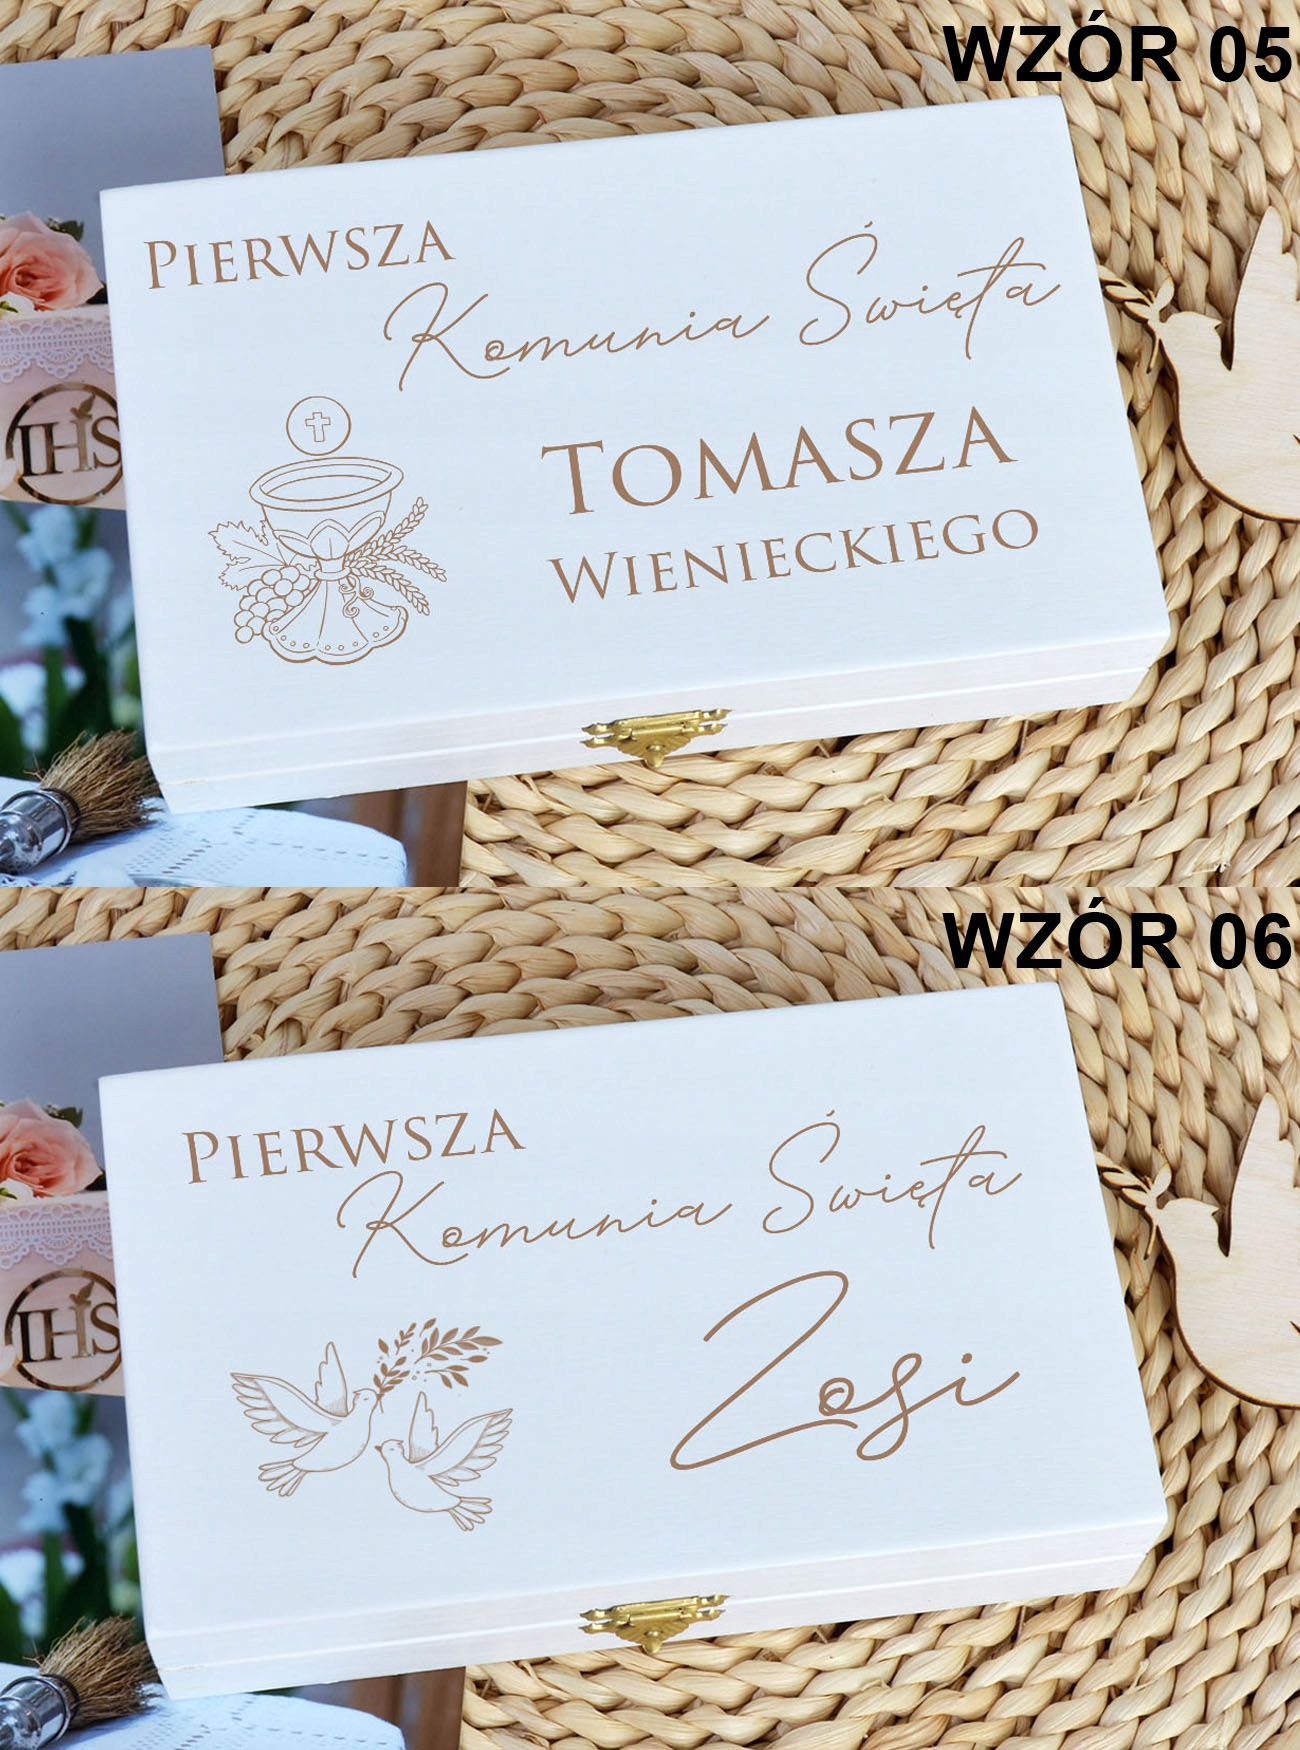 WZÓR 05
PIERWSZA
Komunia Święta
TOMASZA
WIENIECKIEGO
IHS
WZÓR 06
PIERWSZA
Komunia Święta
Zosi
IHS